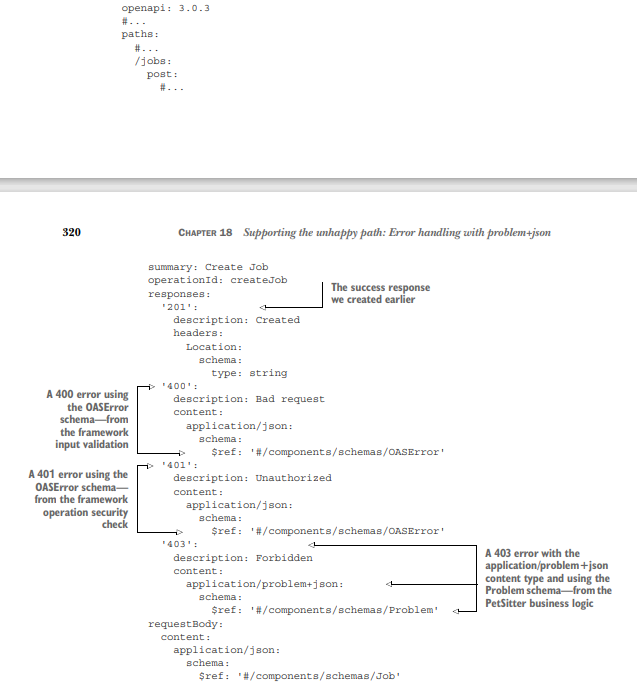 openapi: 3.0.3
#...
paths:
  #...
  /jobs:
    post:
      #...
320
CHAPTER 18 Supporting the unhappy path: Error handling with problem+json
summary: Create Job
operationId: createJob
responses:
  '201':
    description: Created
    headers:
      Location:
        schema:
          type: string
  '400':
    description: Bad request
    content:
      application/json:
        schema:
          $ref: '#/components/schemas/OASError'
  '401':
    description: Unauthorized
    content:
      application/json:
        schema:
          $ref: '#/components/schemas/OASError'
  '403':
    description: Forbidden
    content:
      application/problem+json:
        schema:
          $ref: '#/components/schemas/Problem'
requestBody:
  content:
    application/json:
      schema:
        $ref: '#/components/schemas/Job'
The success response
we created earlier
A 400 error using
the OASError
schema—from
the framework
input validation
A 401 error using the
OASError schema—
from the framework
operation security
check
A 403 error with the
application/problem+json
content type and using the
Problem schema—from the
PetSitter business logic